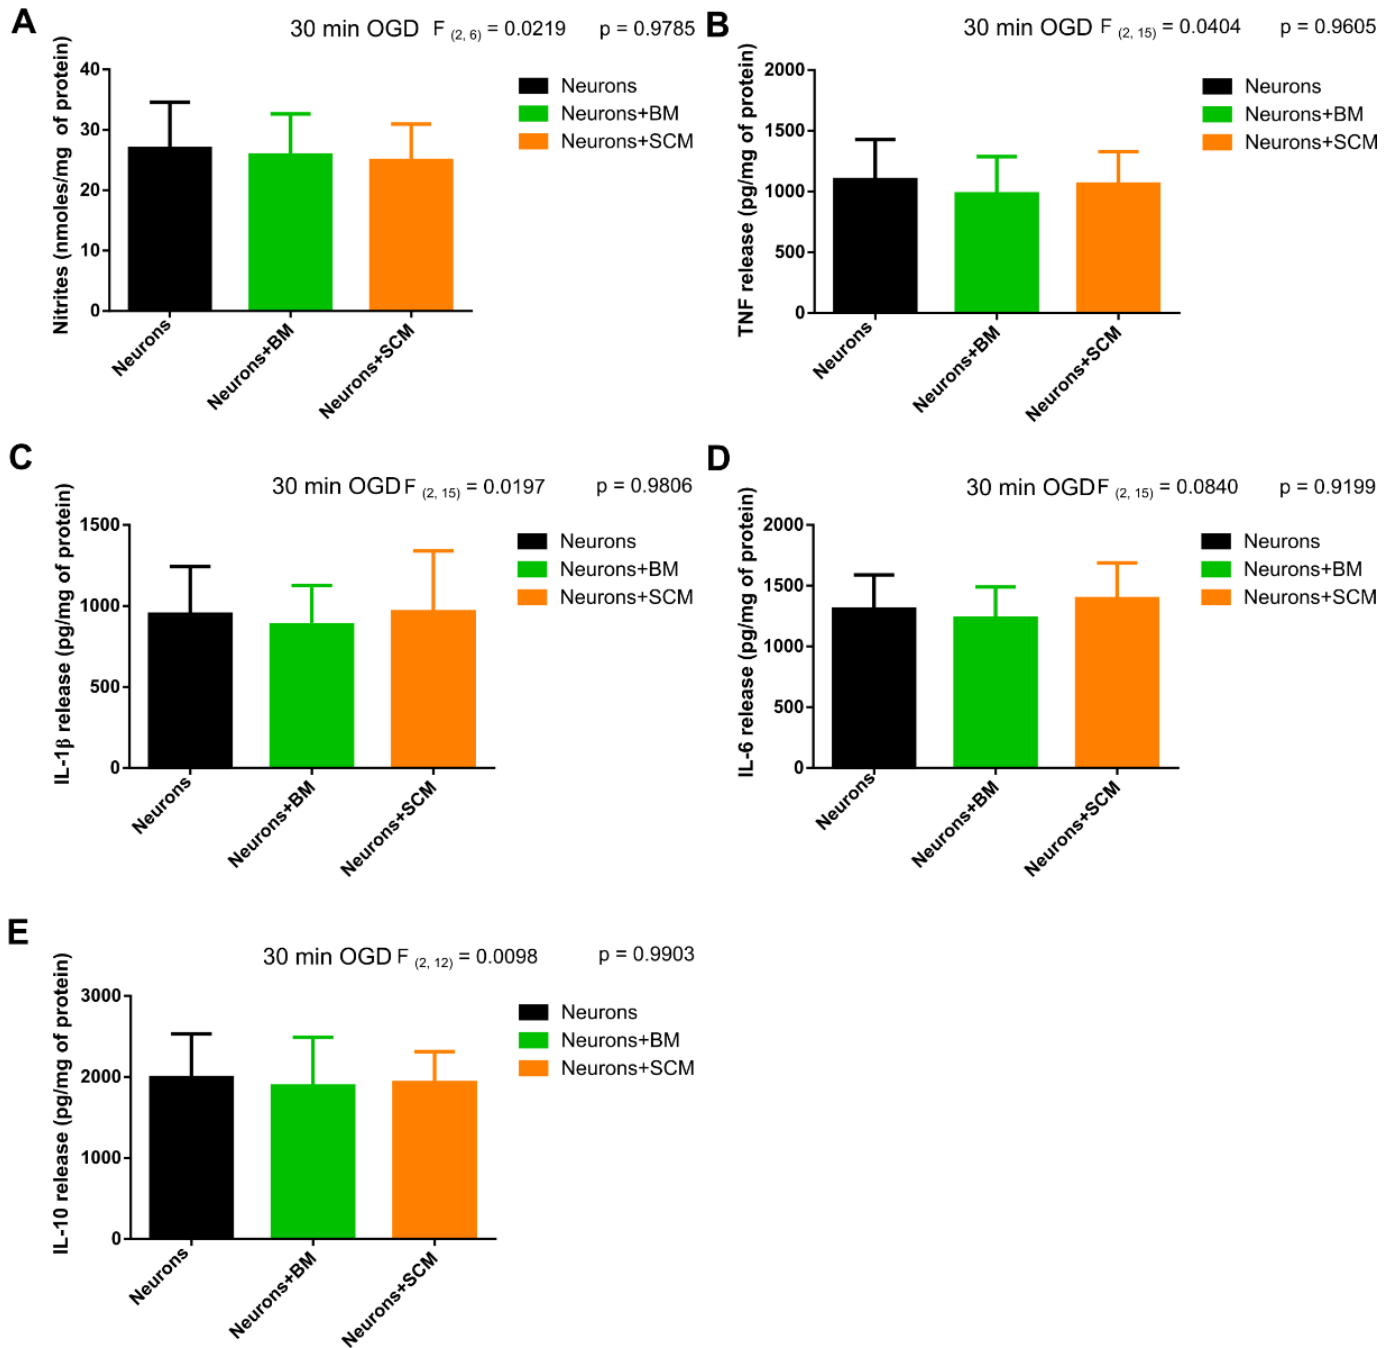 A
30 min OGD F (2, 6) = 0.0219 p = 0.9785
Nitrites (nmoles/mg of protein)
40
30
20
10
0
Neurons
Neurons+BM
Neurons+SCM
Neurons
Neurons+BM
Neurons+SCM
B
30 min OGD F (2, 15) = 0.0404 p = 0.9605
TNF release (pg/mg of protein)
2000
1500
1000
500
0
Neurons
Neurons+BM
Neurons+SCM
Neurons
Neurons+BM
Neurons+SCM
C
30 min OGD F (2, 15) = 0.0197 p = 0.9806
IL-1β release (pg/mg of protein)
1500
1000
500
0
Neurons
Neurons+BM
Neurons+SCM
Neurons
Neurons+BM
Neurons+SCM
D
30 min OGD F (2, 15) = 0.0840 p = 0.9199
IL-6 release (pg/mg of protein)
2000
1500
1000
500
0
Neurons
Neurons+BM
Neurons+SCM
Neurons
Neurons+BM
Neurons+SCM
E
30 min OGD F (2, 12) = 0.0098 p = 0.9903
IL-10 release (pg/mg of protein)
3000
2000
1000
0
Neurons
Neurons+BM
Neurons+SCM
Neurons
Neurons+BM
Neurons+SCM